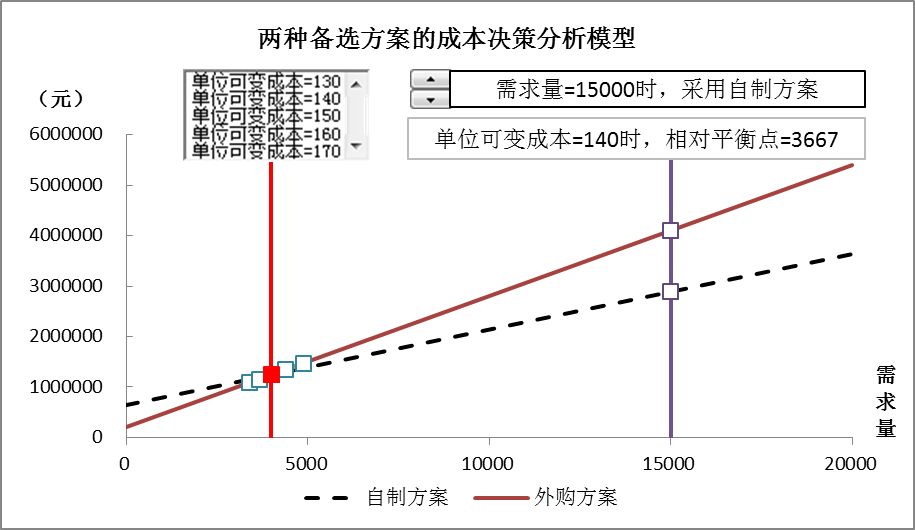 两种备选方案的成本决策分析模型
单位可变成本=130
单位可变成本=140
单位可变成本=150
单位可变成本=160
单位可变成本=170
需求量=15000时，采用自制方案
单位可变成本=140时，相对平衡点=3667
（元）
6000000
5000000
4000000
3000000
2000000
1000000
0
0
5000
10000
15000
20000
需求量
自制方案
外购方案